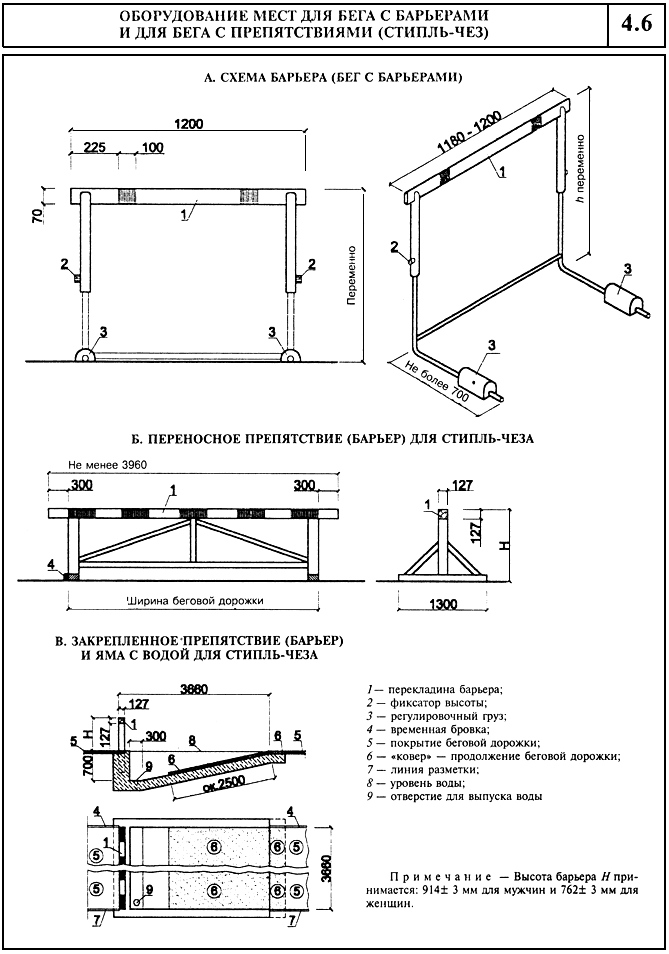 ОБОРУДОВАНИЕ МЕСТ ДЛЯ БЕГА С БАРЬЕРАМИ
И ДЛЯ БЕГА С ПРЕПЯТСТВИЯМИ (СТИПЛЬ-ЧЕЗ)
4.6
А. СХЕМА БАРЬЕРА (БЕГ С БАРЬЕРАМИ)
1200
225
100
70
1
2
2
3
3
Переменно
1180 - 1200
1
2
h переменно
3
3
Не более 700
Б. ПЕРЕНОСНОЕ ПРЕПЯТСТВИЕ (БАРЬЕР) ДЛЯ СТИПЛЬ-ЧЕЗА
Не менее 3960
300
1
300
4
Ширина беговой дорожки
127
1
127
H
1300
В. ЗАКРЕПЛЕННОЕ ПРЕПЯТСТВИЕ (БАРЬЕР)
И ЯМА С ВОДОЙ ДЛЯ СТИПЛЬ-ЧЕЗА
3660
127
H
127
1
300
8
6
5
5
700
9
6
ок.2500
4
4
1
5
6
6
5
3660
5
6
6
5
9
7
7
1 — перекладина барьера;
2 — фиксатор высоты;
3 — регулировочный груз;
4 — временная бровка;
5 — покрытие беговой дорожки;
6 — «ковер» — продолжение беговой дорожки;
7 — линия разметки;
8 — уровень воды;
9 — отверстие для выпуска воды
Примечание — Высота барьера H при-
нимается: 914± 3 мм для мужчин и 762± 3 мм для
женщин.